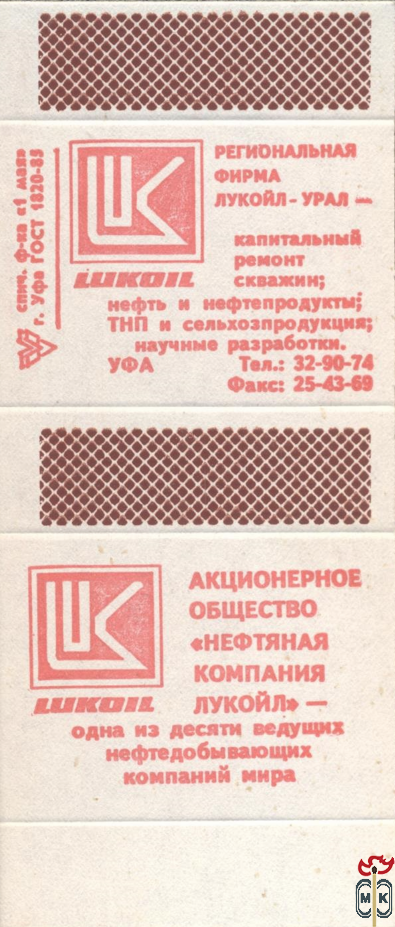 спич. ф-ка «1 мая»
г. Уфа ГОСТ 1820-85
РЕГИОНАЛЬНАЯ
ФИРМА
ЛУКОЙЛ-УРАЛ —
LUKOIL
капитальный
ремонт
скважин;
нефть и нефтепродукты;
ТНП и сельхозпродукция;
научные разработки.
УФА Тел.: 32-90-74
Факс: 25-43-69
АКЦИОНЕРНОЕ
ОБЩЕСТВО
«НЕФТЯНАЯ
КОМПАНИЯ
LUKOIL ЛУКОЙЛ» —
одна из десяти ведущих
нефтедобывающих
компаний мира
МК